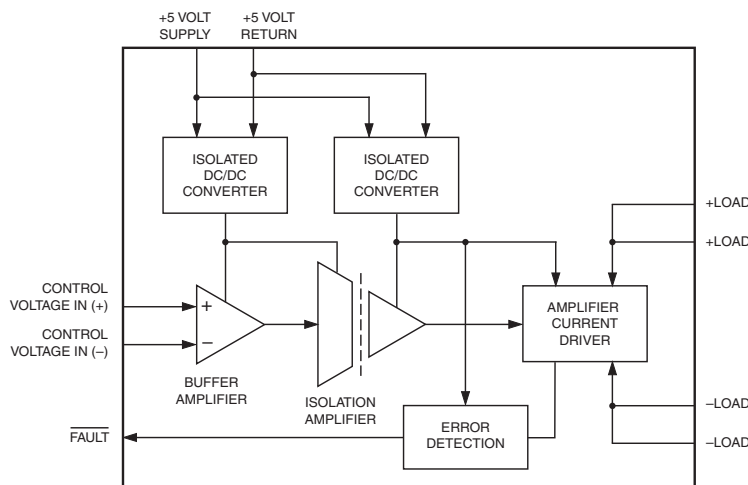 +5 VOLT
SUPPLY
+5 VOLT
RETURN
ISOLATED
DC/DC
CONVERTER
ISOLATED
DC/DC
CONVERTER
+LOAD
+LOAD
CONTROL
VOLTAGE IN (+)
CONTROL
VOLTAGE IN (–)
+
–
BUFFER
AMPLIFIER
ISOLATION
AMPLIFIER
AMPLIFIER
CURRENT
DRIVER
–LOAD
–LOAD
FAULT
ERROR
DETECTION